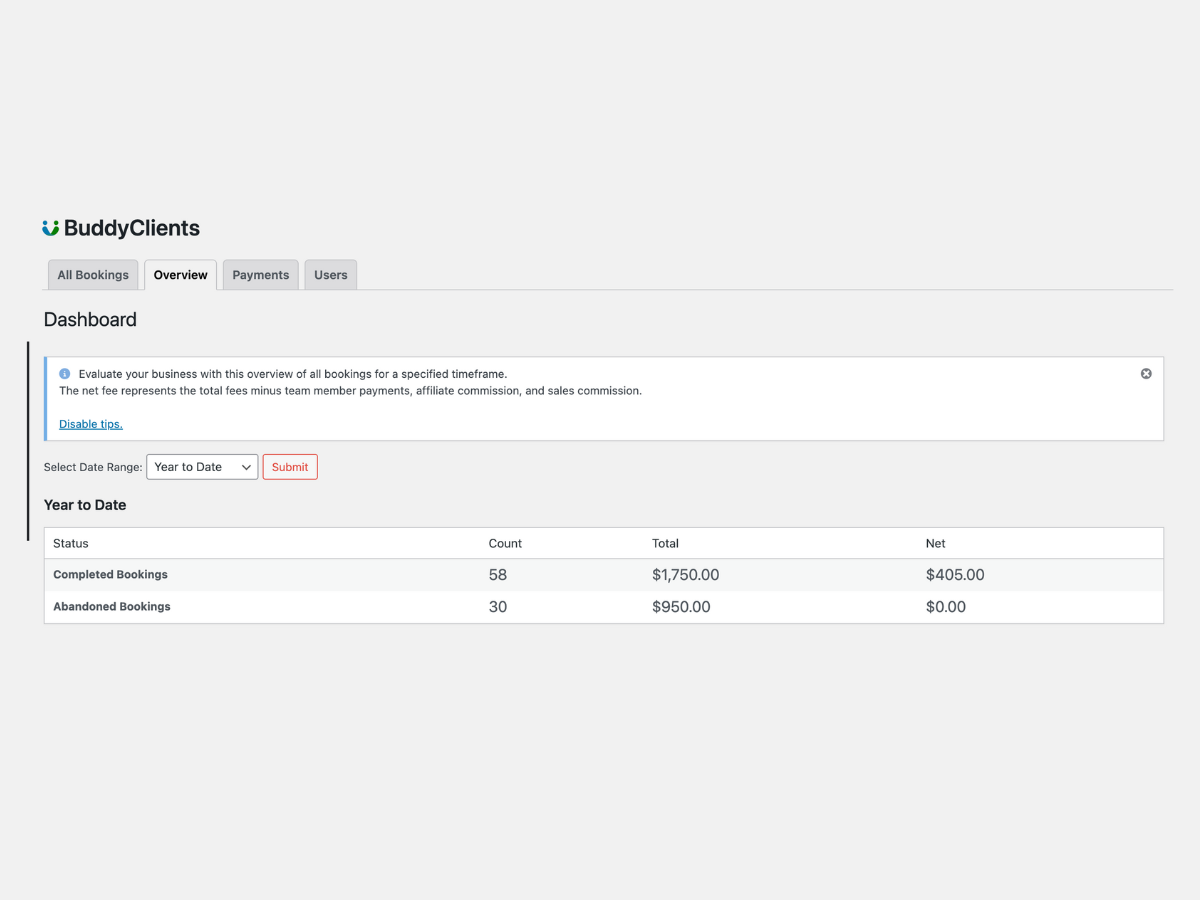 BuddyClients
All Bookings Overview Payments Users
Dashboard
Evaluate your business with this overview of all bookings for a specified timeframe.
The net fee represents the total fees minus team member payments, affiliate commission, and sales commission.
Disable tips.
Select Date Range: Year to Date Submit
Year to Date
Status Count Total Net
Completed Bookings 58 $1,750.00 $405.00
Abandoned Bookings 30 $950.00 $0.00